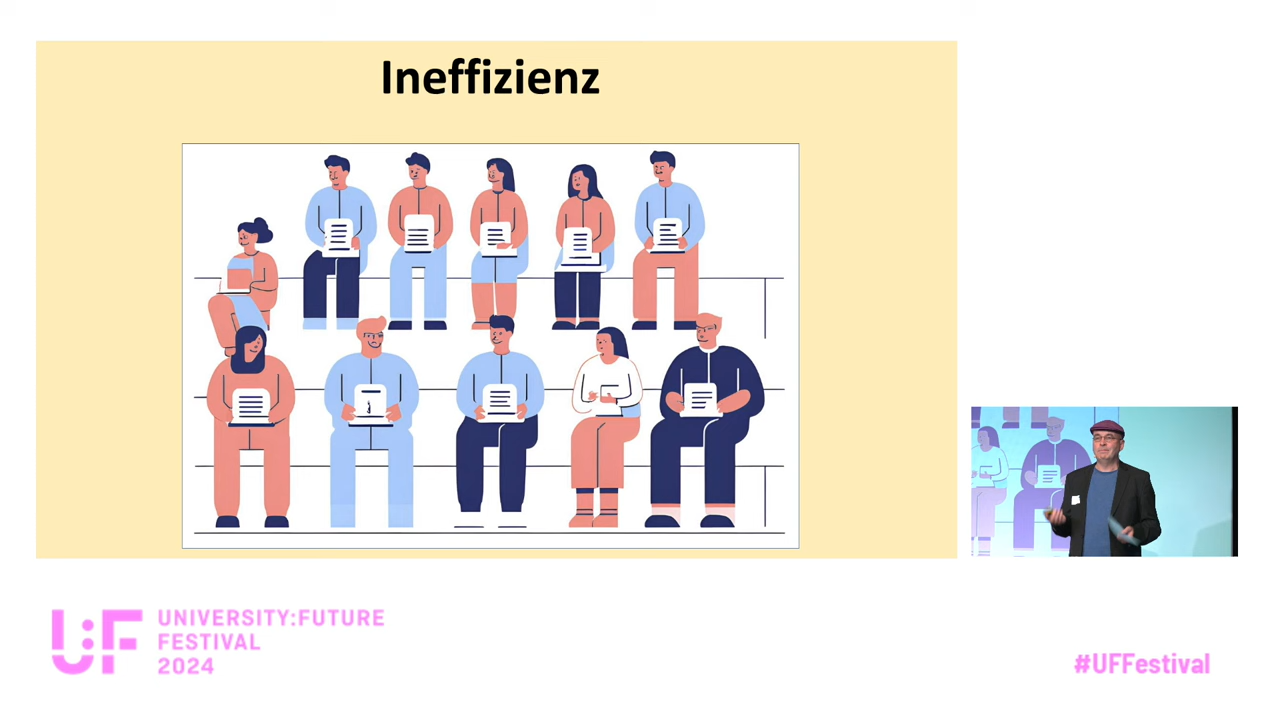 Ineffizienz
UNIVERSITY:FUTURE
FESTIVAL
2024
U:F
#UFFestival